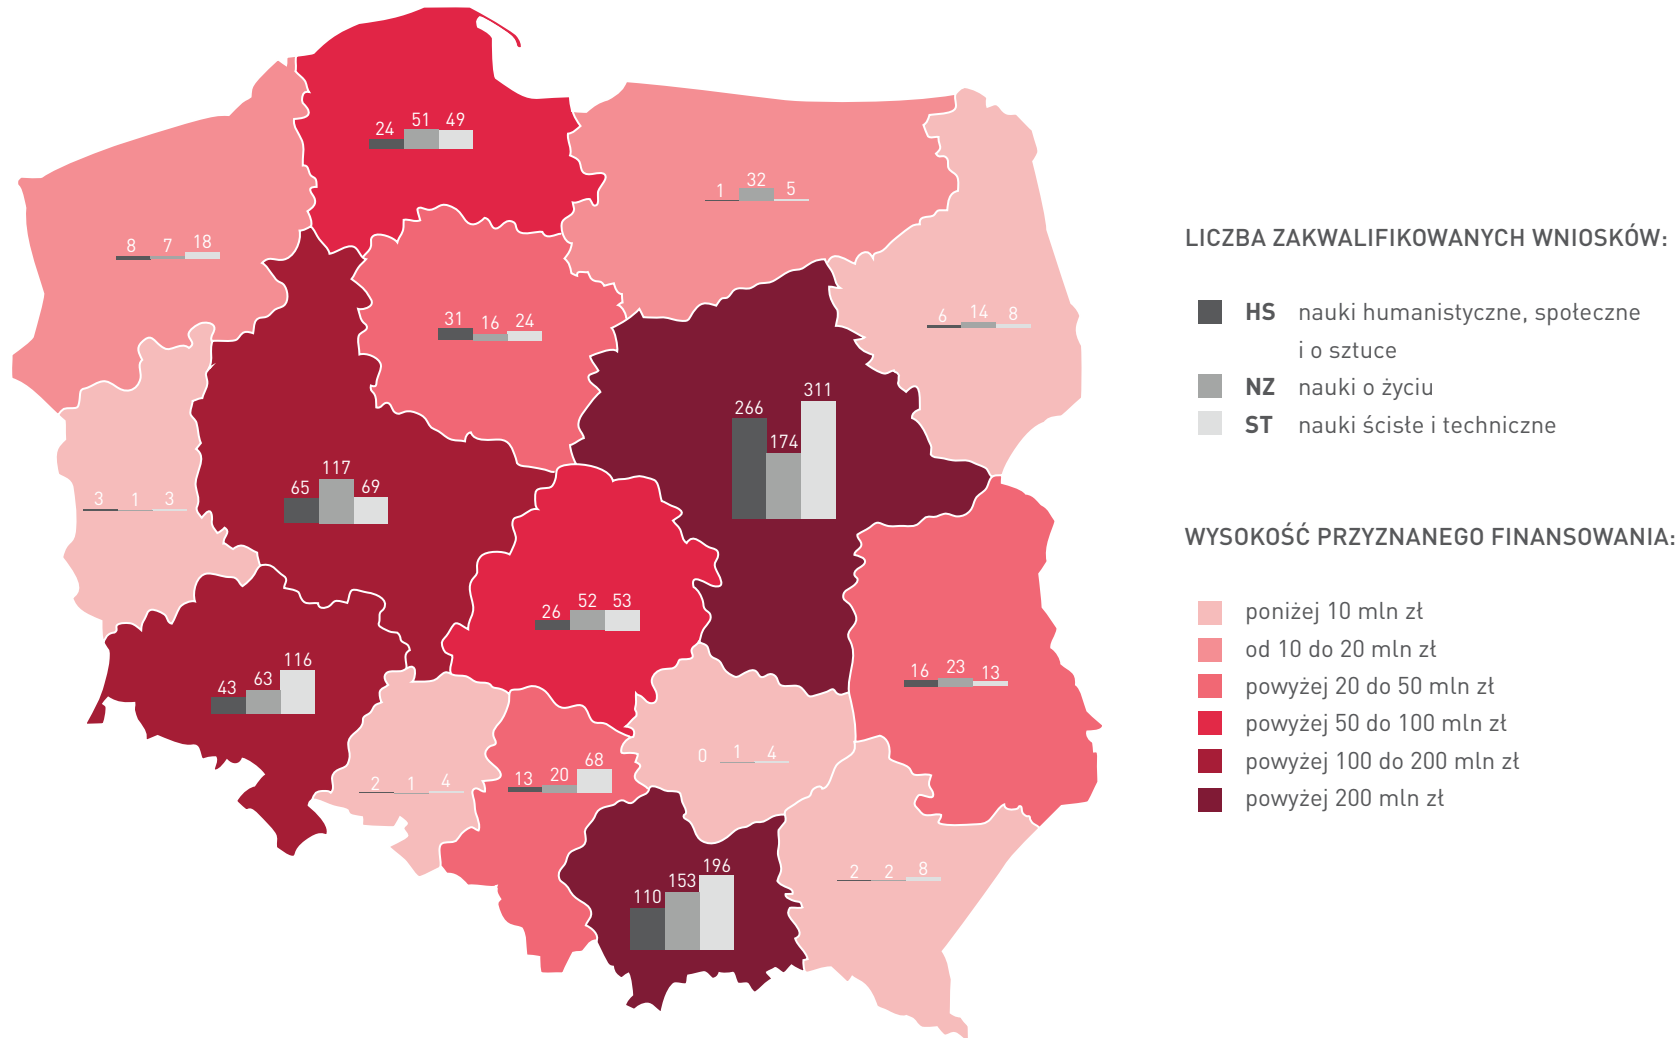 24 51 49
1 32 5
8 7 18
31 16 24
6 14 8
266 174 311
65 117 69
3 1 3
26 52 53
43 63 116
16 23 13
2 1 4
13 20 68
0 1 4
110 153 196
2 2 8
LICZBA ZAKWALIFIKOWANYCH WNIOSKÓW:
HS nauki humanistyczne, społeczne
i o sztuce
NZ nauki o życiu
ST nauki ścisłe i techniczne
WYSOKOŚĆ PRZYZNANEGO FINANSOWANIA:
poniżej 10 mln zł
od 10 do 20 mln zł
powyżej 20 do 50 mln zł
powyżej 50 do 100 mln zł
powyżej 100 do 200 mln zł
powyżej 200 mln zł